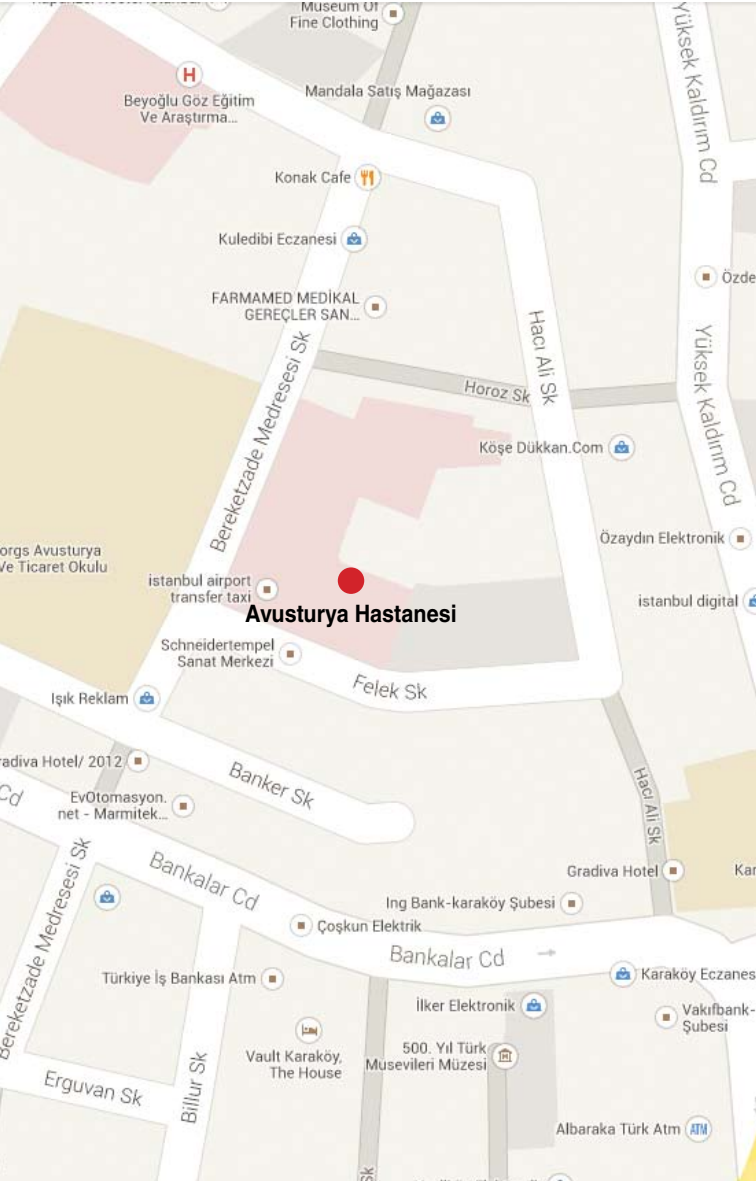 Museum Of
Fine Clothing
Yüksek Kaldırım Cd
H
Beyoğlu Göz Eğitim
Ve Araştırma...
Mandala Satış Mağazası
Konak Cafe
Kuledibi Eczanesi
Özde
FARMAMED MEDİKAL
GEREÇLER SAN...
Hacı Ali Sk
Bereketzade Medresesi Sk
Horoz Sk
Yüksek Kaldırım Cd
Köşe Dükkan.Com
Özaydın Elektronik
orgs Avusturya
Ve Ticaret Okulu
istanbul airport
transfer taxi
istanbul digital
Avusturya Hastanesi
Schneidertempel
Sanat Merkezi
Felek Sk
Işık Reklam
radiva Hotel/ 2012
Banker Sk
Cd
EvOtomasyon.
net - Marmitek...
Hacı Ali Sk
Bankalar Cd
Gradiva Hotel
Kar
Bereketzade Medresesi Sk
Ing Bank-karaköy Şubesi
Çoşkun Elektrik
Bankalar Cd
Türkiye İş Bankası Atm
Karaköy Eczanes
İlker Elektronik
Vakıfbank-
Şubesi
Vault Karaköy,
The House
500. Yıl Türk
Musevileri Müzesi
Erguvan Sk
Billur Sk
Albaraka Türk Atm
ATM
Sk